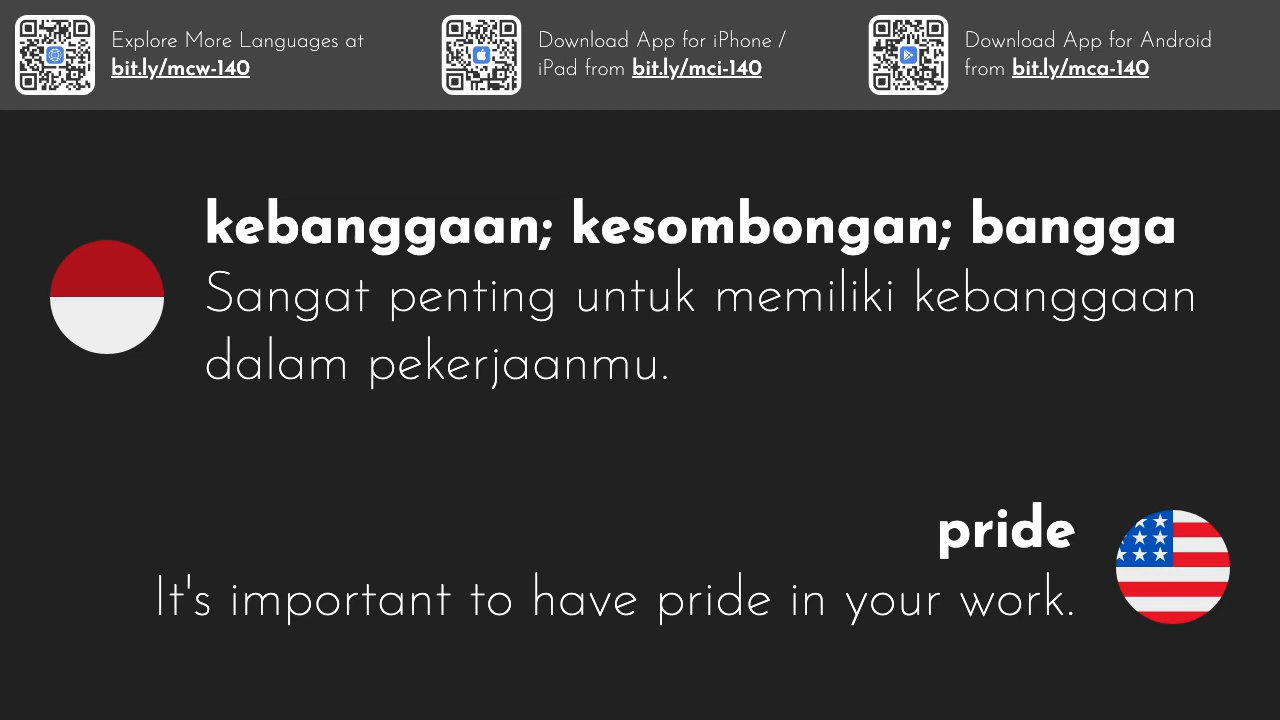 Explore More Languages at
bit.ly/mcw-140
Download App for iPhone /
iPad from bit.ly/mci-140
Download App for Android
from bit.ly/mca-140
kebanggaan; kesombongan; bangga
Sangat penting untuk memiliki kebanggaan
dalam pekerjaanmu.
pride
It's important to have pride in your work.